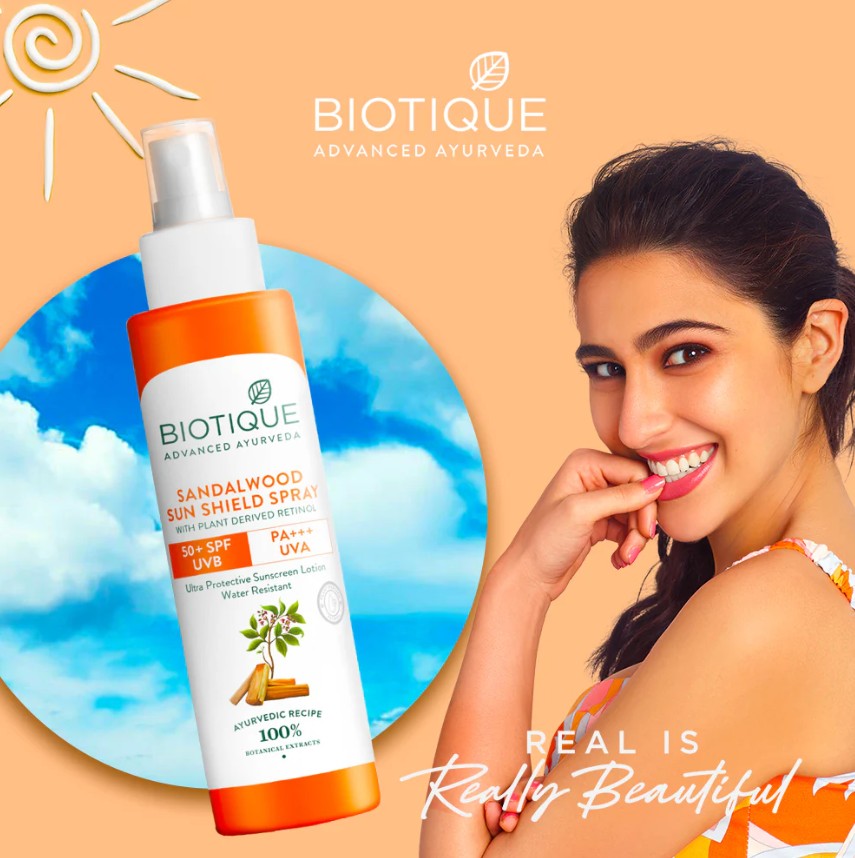 BIOTIQUE
ADVANCED AYURVEDA
BIOTIQUE
ADVANCED AYURVEDA
SANDALWOOD
SUN SHIELD SPRAY
WITH PLANT DERIVED RETINOL
50+ SPF
UVB
PA+++
UVA
Ultra Protective Sunscreen Lotion
Water Resistant
AYURVEDIC RECIPE
100%
BOTANICAL EXTRACTS
REAL IS
Really Beautiful